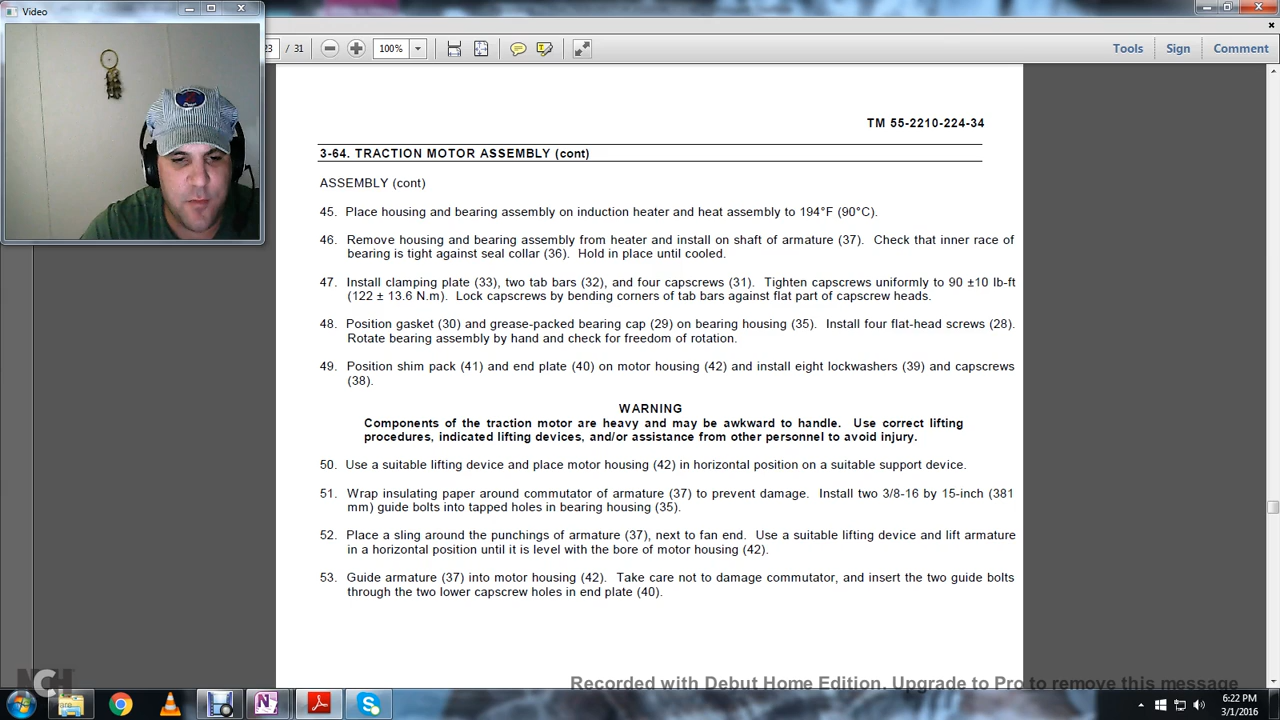 Video
23 / 31
100%
Tools
Sign
Comment
TM 55-2210-224-34
3-64. TRACTION MOTOR ASSEMBLY (cont)
ASSEMBLY (cont)
45. Place housing and bearing assembly on induction heater and heat assembly to 194°F (90°C).
46. Remove housing and bearing assembly from heater and install on shaft of armature (37). Check that inner race of
bearing is tight against seal collar (36). Hold in place until cooled.
47. Install clamping plate (33), two tab bars (32), and four capscrews (31). Tighten capscrews uniformly to 90 ±10 lb-ft
(122 ± 13.6 N.m). Lock capscrews by bending corners of tab bars against flat part of capscrew heads.
48. Position gasket (30) and grease-packed bearing cap (29) on bearing housing (35). Install four flat-head screws (28).
Rotate bearing assembly by hand and check for freedom of rotation.
49. Position shim pack (41) and end plate (40) on motor housing (42) and install eight lockwashers (39) and capscrews
(38).
WARNING
Components of the traction motor are heavy and may be awkward to handle. Use correct lifting
procedures, indicated lifting devices, and/or assistance from other personnel to avoid injury.
50. Use a suitable lifting device and place motor housing (42) in horizontal position on a suitable support device.
51. Wrap insulating paper around commutator of armature (37) to prevent damage. Install two 3/8-16 by 15-inch (381
mm) guide bolts into tapped holes in bearing housing (35).
52. Place a sling around the punchings of armature (37), next to fan end. Use a suitable lifting device and lift armature
in a horizontal position until it is level with the bore of motor housing (42).
53. Guide armature (37) into motor housing (42). Take care not to damage commutator, and insert the two guide bolts
through the two lower capscrew holes in end plate (40).
NCH
Recorded with Debut Home Edition. Upgrade to Pro to remove this message
6:22 PM
3/1/2016